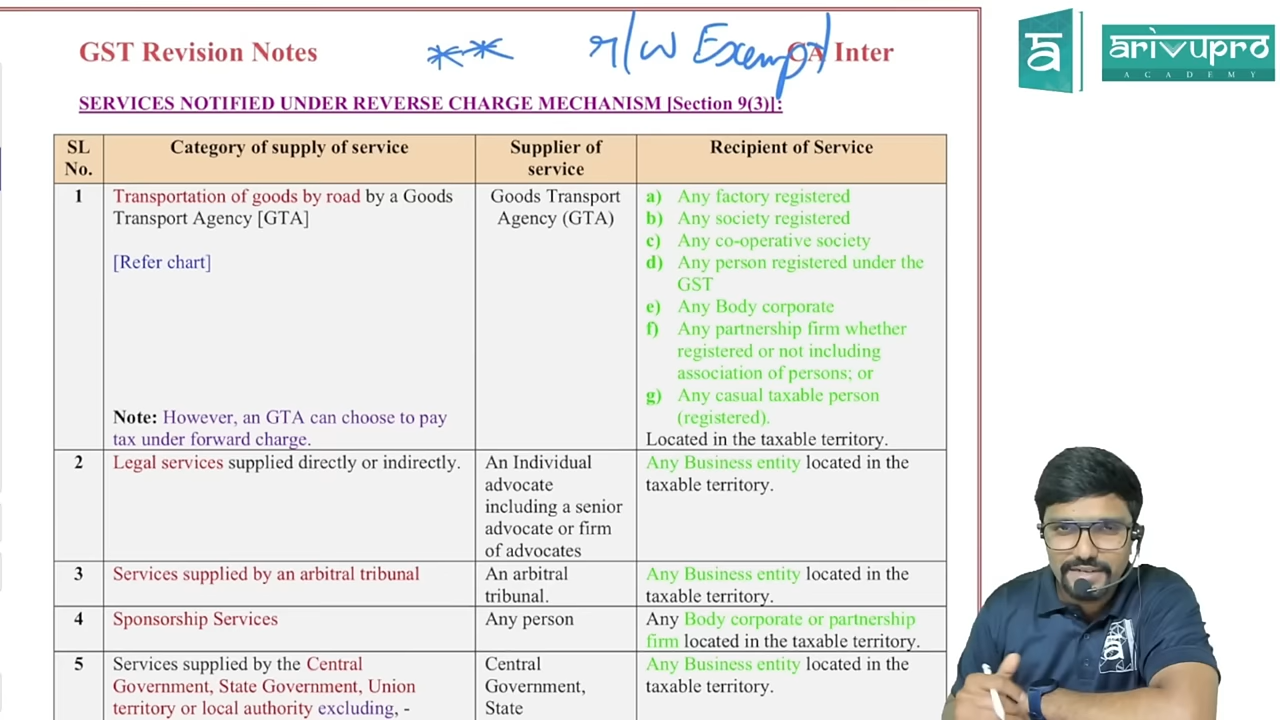 GST Revision Notes
** r/w Exempt
CA Inter
arivupro
ACADEMY
SERVICES NOTIFIED UNDER REVERSE CHARGE MECHANISM [Section 9(3)]:
SL No.
Category of supply of service
Supplier of service
Recipient of Service
1
Transportation of goods by road by a Goods
Transport Agency [GTA]
[Refer chart]
Note: However, an GTA can choose to pay
tax under forward charge.
Goods Transport
Agency (GTA)
a) Any factory registered
b) Any society registered
c) Any co-operative society
d) Any person registered under the
GST
e) Any Body corporate
f) Any partnership firm whether
registered or not including
association of persons; or
g) Any casual taxable person
(registered).
Located in the taxable territory.
2
Legal services supplied directly or indirectly.
An Individual
advocate
including a senior
advocate or firm
of advocates
Any Business entity located in the
taxable territory.
3
Services supplied by an arbitral tribunal
An arbitral
tribunal.
Any Business entity located in the
taxable territory.
4
Sponsorship Services
Any person
Any Body corporate or partnership
firm located in the taxable territory.
5
Services supplied by the Central
Government, State Government, Union
territory or local authority excluding, -
Central
Government,
State
Any Business entity located in the
taxable territory.